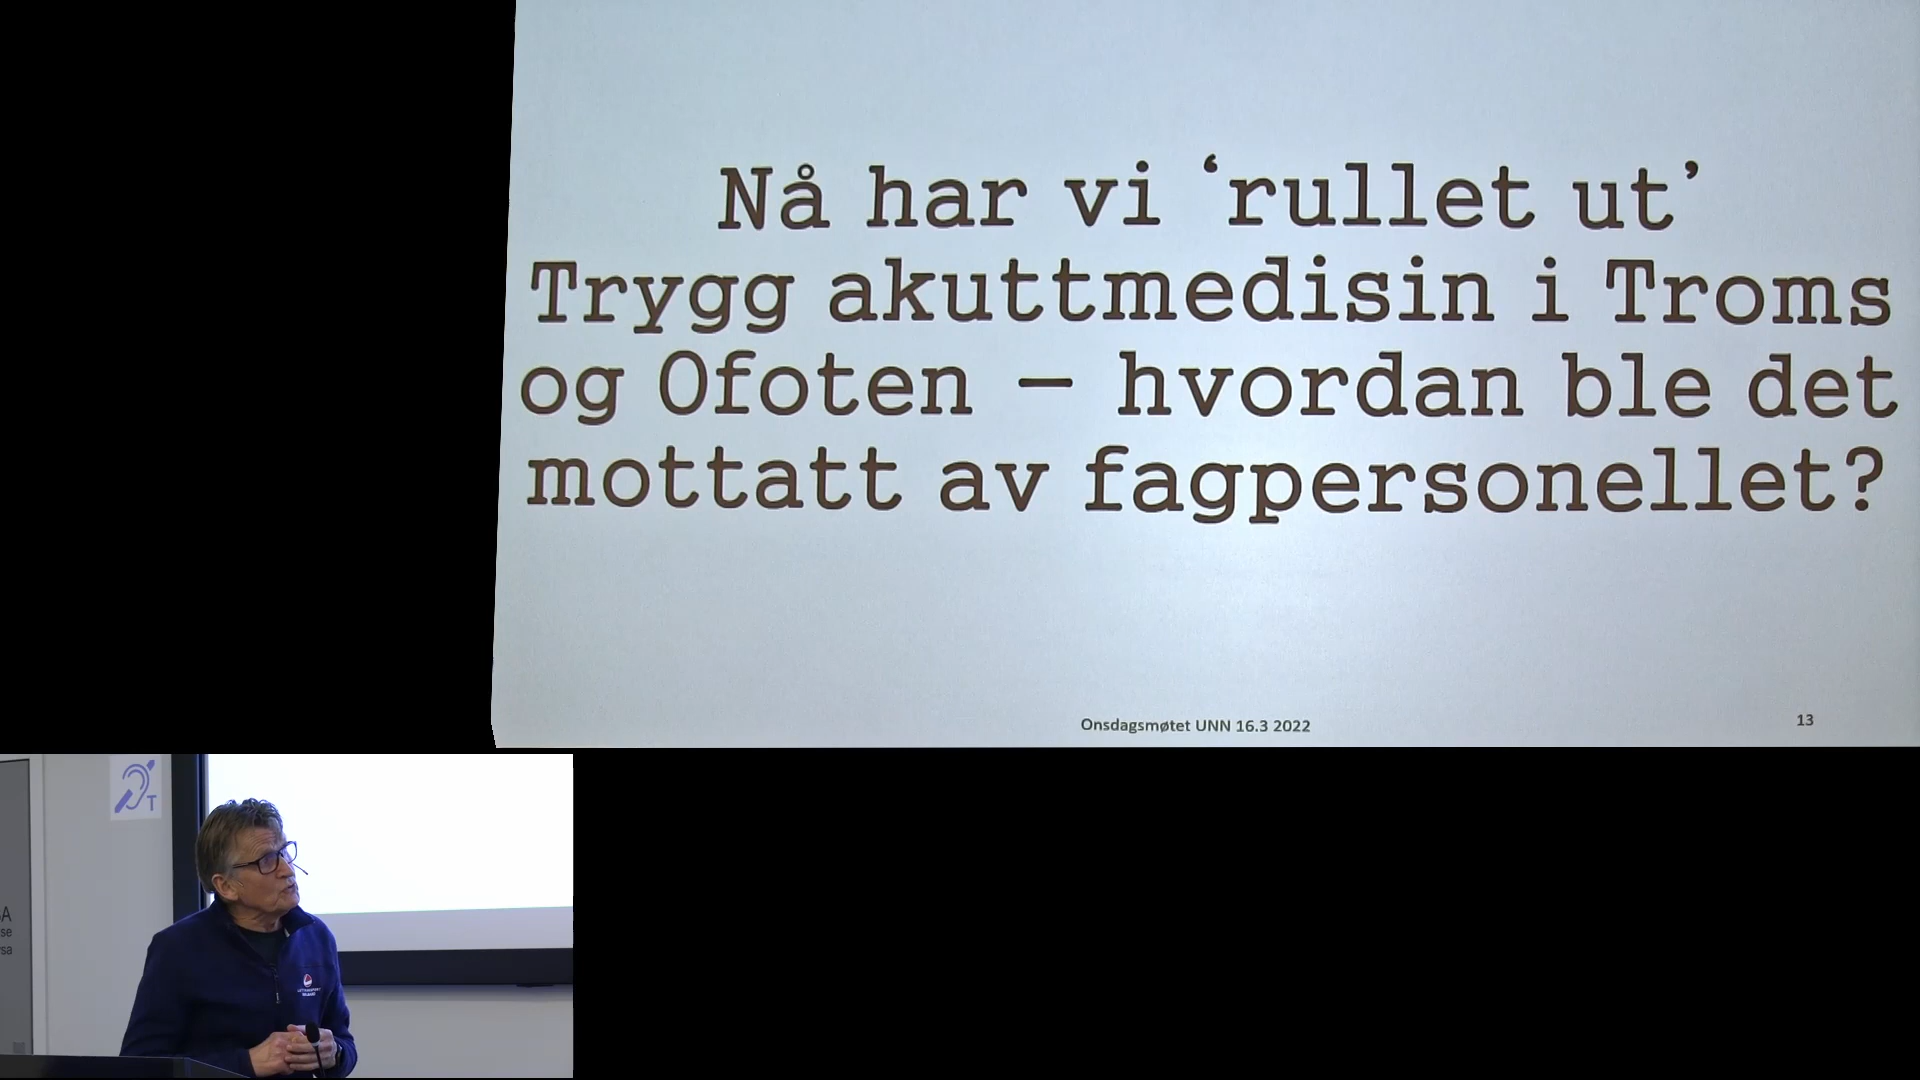 Nå har vi ‘rullet ut’
Trygg akuttmedisin i Troms
og Ofoten – hvordan ble det
mottatt av fagpersonellet?
Onsdagsmøtet UNN 16.3 2022
13
T